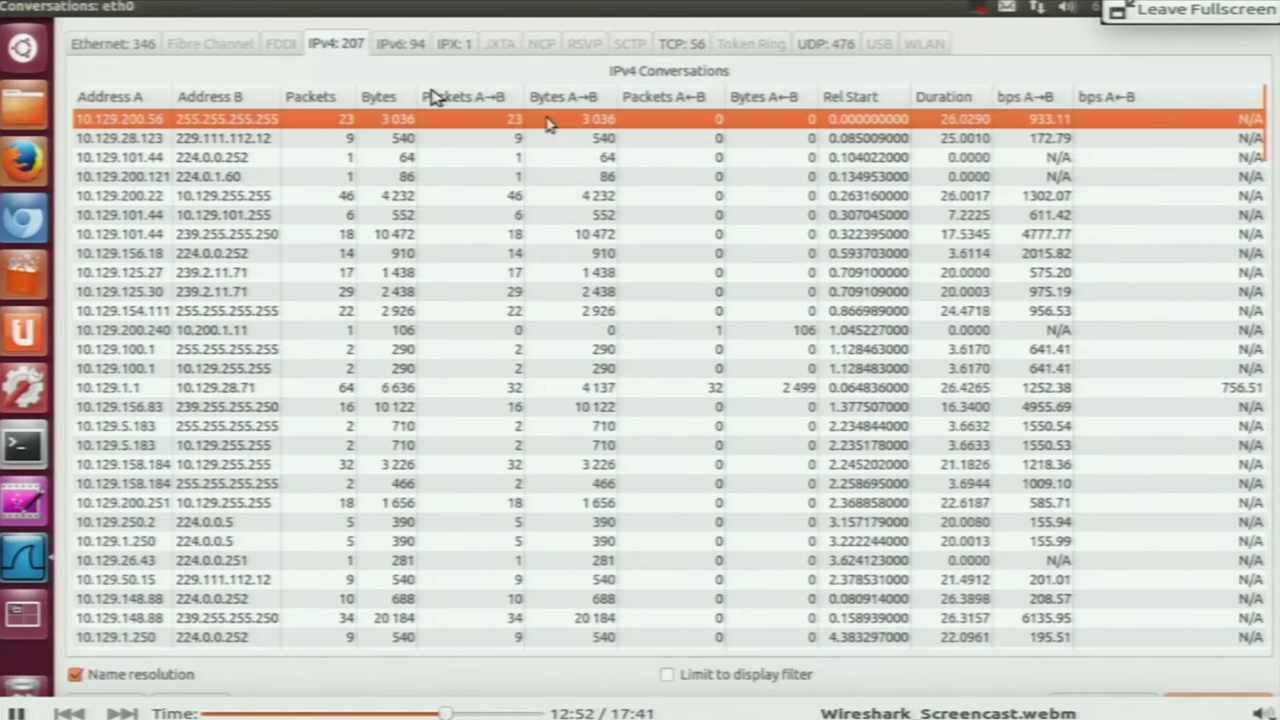 Conversations: eth0
Leave Fullscreen
Ethernet: 346 Fibre Channel FDDI IPv4: 207 IPv6: 94 IPX: 1 JXTA NCP RSVP SCTP TCP: 56 Token Ring UDP: 476 USB WLAN
IPv4 Conversations
Address A Address B Packets Bytes Packets A→B Bytes A→B Packets A←B Bytes A←B Rel Start Duration bps A→B bps A←B
10.129.200.56 255.255.255.255 23 3 036 23 3 036 0 0 0.000000000 26.0290 933.11 N/A
10.129.28.123 229.111.112.12 9 540 9 540 0 0 0.085009000 25.0010 172.79 N/A
10.129.101.44 224.0.0.252 1 64 1 64 0 0 0.104022000 0.0000 N/A N/A
10.129.200.121 224.0.1.60 1 86 1 86 0 0 0.134953000 0.0000 N/A N/A
10.129.200.22 10.129.255.255 46 4 232 46 4 232 0 0 0.263160000 26.0017 1302.07 N/A
10.129.101.44 10.129.101.255 6 552 6 552 0 0 0.307045000 7.2225 611.42 N/A
10.129.101.44 239.255.255.250 18 10 472 18 10 472 0 0 0.322395000 17.5345 4777.77 N/A
10.129.156.18 224.0.0.252 14 910 14 910 0 0 0.593703000 3.6114 2015.82 N/A
10.129.125.27 239.2.11.71 17 1 438 17 1 438 0 0 0.709100000 20.0000 575.20 N/A
10.129.125.30 239.2.11.71 29 2 438 29 2 438 0 0 0.709109000 20.0003 975.19 N/A
10.129.154.111 255.255.255.255 22 2 926 22 2 926 0 0 0.866989000 24.4718 956.53 N/A
10.129.200.240 10.200.1.11 1 106 0 0 1 106 1.045227000 0.0000 N/A N/A
10.129.100.1 255.255.255.255 2 290 2 290 0 0 1.128463000 3.6170 641.41 N/A
10.129.100.1 10.129.255.255 2 290 2 290 0 0 1.128483000 3.6170 641.41 N/A
10.129.1.1 10.129.28.71 64 6 636 32 4 137 32 2 499 0.064836000 26.4265 1252.38 756.51
10.129.156.83 239.255.255.250 16 10 122 16 10 122 0 0 1.377507000 16.3400 4955.69 N/A
10.129.5.183 255.255.255.255 2 710 2 710 0 0 2.234844000 3.6632 1550.54 N/A
10.129.5.183 10.129.255.255 2 710 2 710 0 0 2.235178000 3.6633 1550.53 N/A
10.129.158.184 10.129.255.255 32 3 226 32 3 226 0 0 2.245202000 21.1826 1218.36 N/A
10.129.158.184 255.255.255.255 2 466 2 466 0 0 2.258695000 3.6944 1009.10 N/A
10.129.200.251 10.129.255.255 18 1 656 18 1 656 0 0 2.368858000 22.6187 585.71 N/A
10.129.250.2 224.0.0.5 5 390 5 390 0 0 3.157179000 20.0080 155.94 N/A
10.129.1.250 224.0.0.5 5 390 5 390 0 0 3.222244000 20.0013 155.99 N/A
10.129.26.43 224.0.0.251 1 281 1 281 0 0 3.624123000 0.0000 N/A N/A
10.129.50.15 229.111.112.12 9 540 9 540 0 0 2.378531000 21.4912 201.01 N/A
10.129.148.88 224.0.0.252 10 688 10 688 0 0 0.080914000 26.3898 208.57 N/A
10.129.148.88 239.255.255.250 34 20 184 34 20 184 0 0 0.158939000 26.3157 6135.95 N/A
10.129.1.250 224.0.0.252 9 540 9 540 0 0 4.383297000 22.0961 195.51 N/A
Name resolution Limit to display filter
Time: 12:52 / 17:41 Wireshark_Screencast.webm